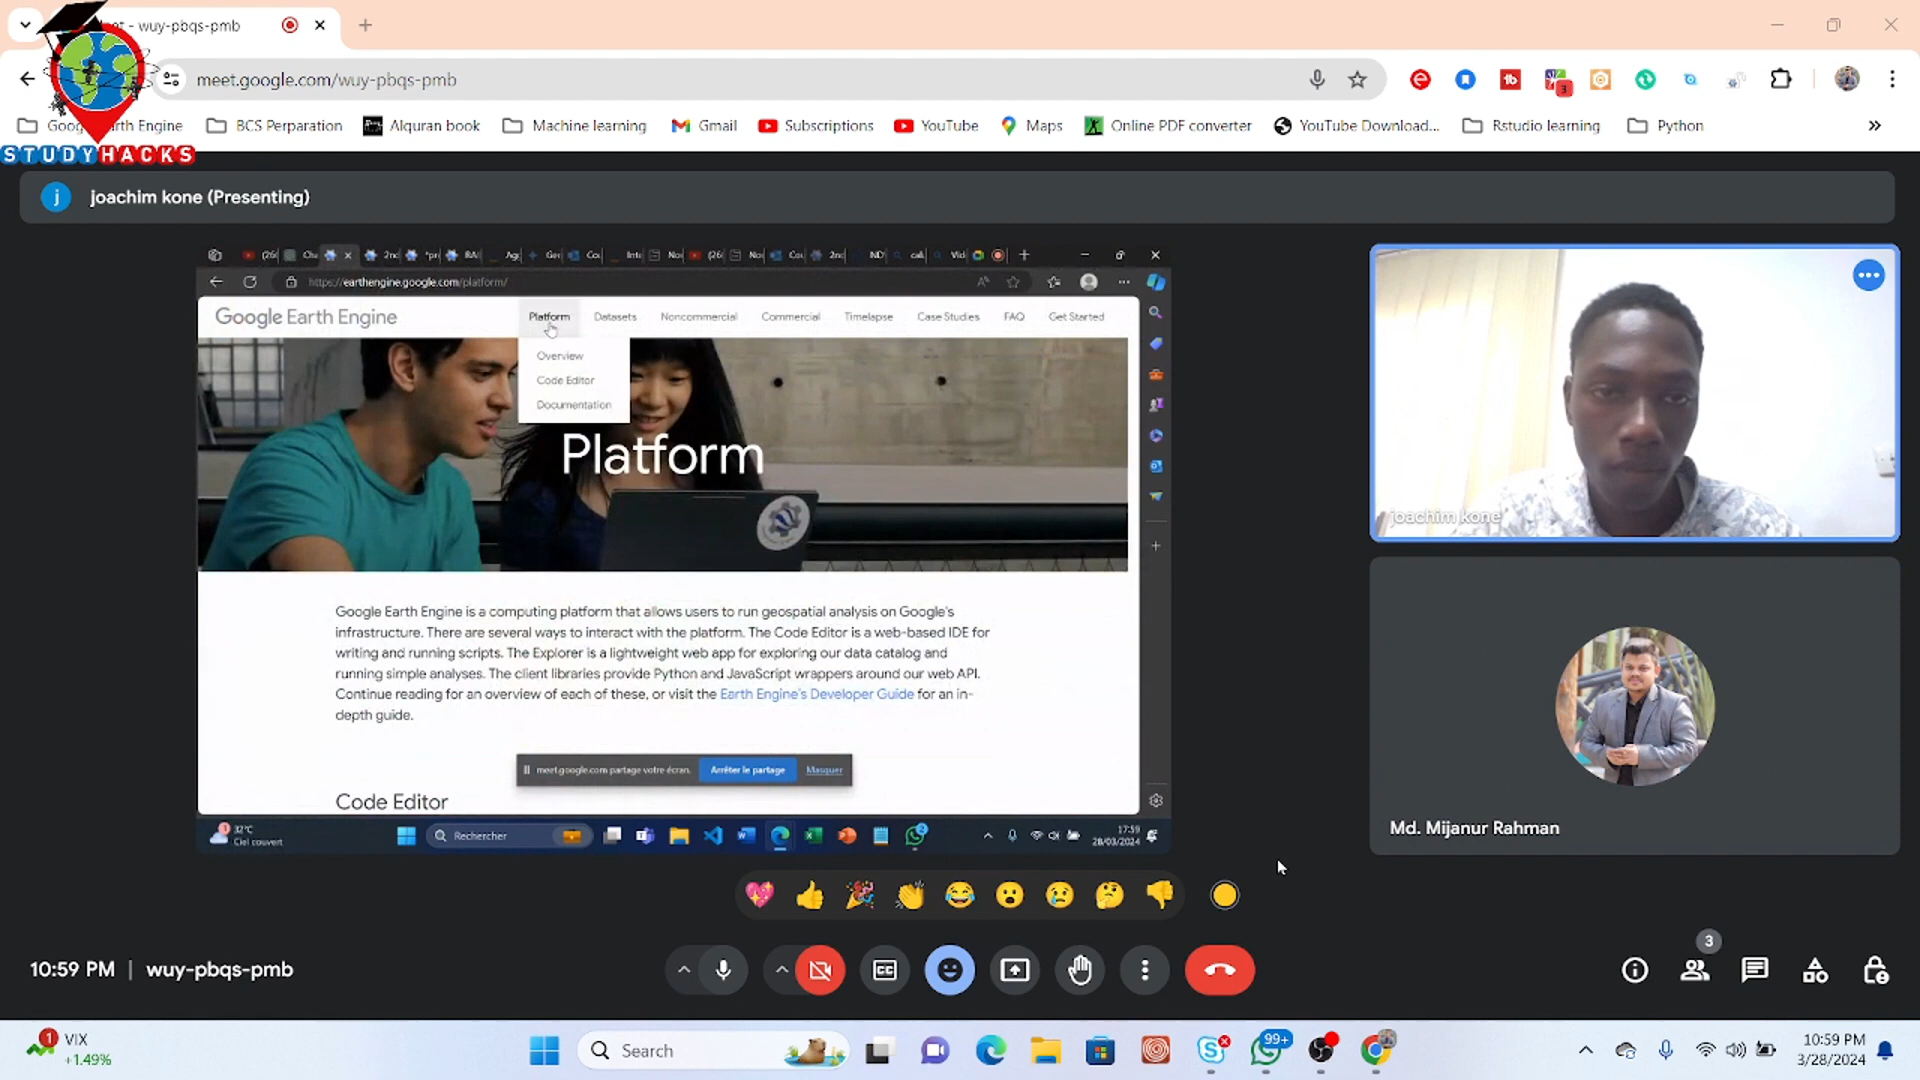 wuy-pbqs-pmb
meet.google.com/wuy-pbqs-pmb
BCS Perparation
Alquran book
Machine learning
Gmail
Subscriptions
YouTube
Maps
Online PDF converter
YouTube Download...
Rstudio learning
Python
STUDYHACKS
j
joachim kone (Presenting)
https://earthengine.google.com/platform/
Google Earth Engine
Platform
Datasets
Noncommercial
Commercial
Timelapse
Case Studies
FAQ
Get Started
Overview
Code Editor
Documentation
Platform
Google Earth Engine is a computing platform that allows users to run geospatial analysis on Google's
infrastructure. There are several ways to interact with the platform. The Code Editor is a web-based IDE for
writing and running scripts. The Explorer is a lightweight web app for exploring our data catalog and
running simple analyses. The client libraries provide Python and JavaScript wrappers around our web API.
Continue reading for an overview of each of these, or visit the Earth Engine's Developer Guide for an in-
depth guide.
meet.google.com partage votre écran.
Arrêter le partage
Masquer
Code Editor
32°C
Ciel couvert
Rechercher
17:59
28/03/2024
joachim kone
Md. Mijanur Rahman
10:59 PM | wuy-pbqs-pmb
3
VIX
+1.49%
Search
99+
10:59 PM
3/28/2024